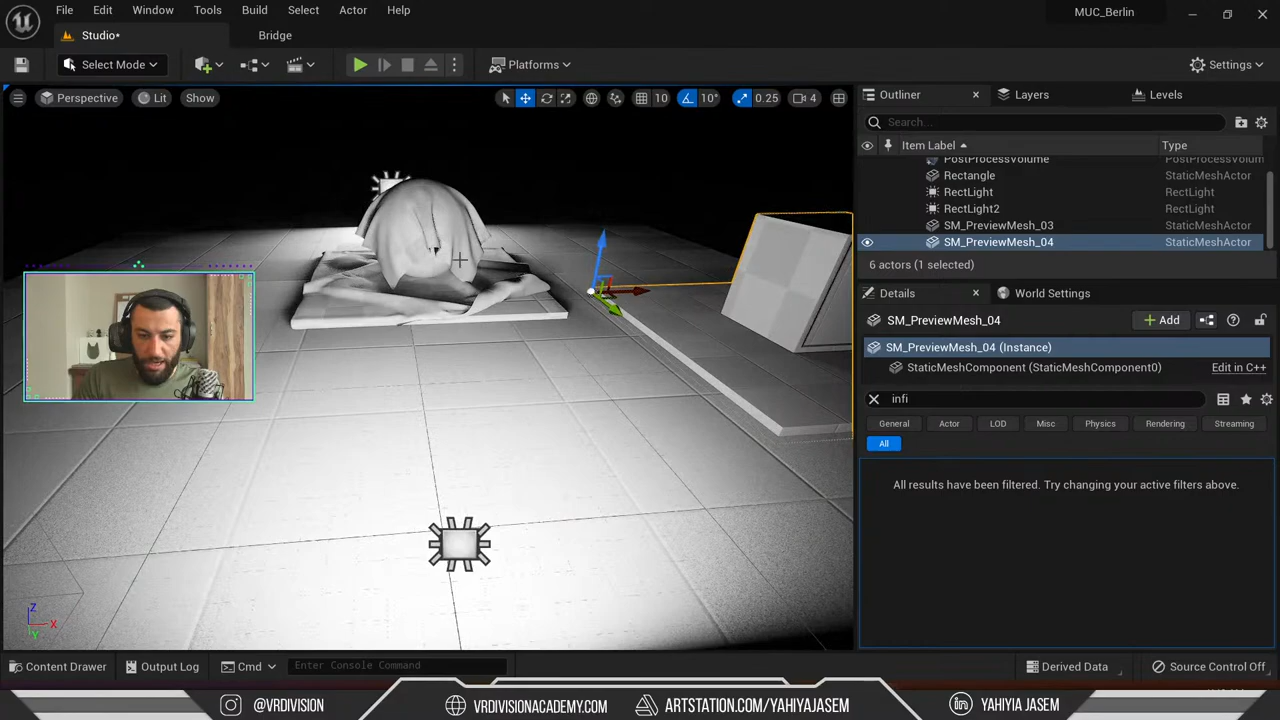 File Edit Window Tools Build Select Actor Help
MUC_Berlin
Studio* Bridge
Select Mode Platforms Settings
Perspective Lit Show 10 10° 0.25 4
Outliner Layers Levels
Search...
Item Label Type
PostProcessVolume PostProcessVolum
Rectangle StaticMeshActor
RectLight RectLight
RectLight2 RectLight
SM_PreviewMesh_03 StaticMeshActor
SM_PreviewMesh_04 StaticMeshActor
6 actors (1 selected)
Details World Settings
SM_PreviewMesh_04 Add
SM_PreviewMesh_04 (Instance)
StaticMeshComponent (StaticMeshComponent0) Edit in C++
infi
General Actor LOD Misc Physics Rendering Streaming
All
All results have been filtered. Try changing your active filters above.
Z
X
Y
Content Drawer Output Log Cmd Enter Console Command Derived Data Source Control Off
@VRDIVISION VRDIVISIONACADEMY.COM ARTSTATION.COM/YAHIYAJASEM YAHIYIA JASEM